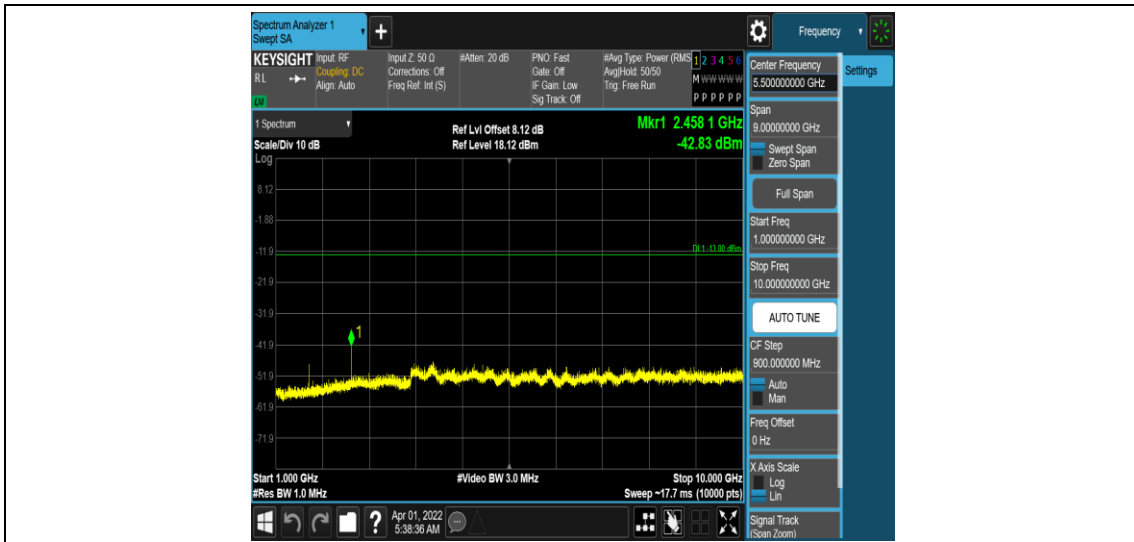 Spectrum Analyzer 1
Swept SA
Frequency
KEYSIGHT
RL
LXI
Input: RF
Coupling: DC
Align: Auto
Input Z: 50 Ω
Corrections: Off
Freq Ref: Int (S)
#Atten: 20 dB
PNO: Fast
Gate: Off
IF Gain: Low
Sig Track: Off
#Avg Type: Power (RMS
Avg|Hold: 50/50
Trig: Free Run
1 2 3 4 5 6
M W W W W W
P P P P P P
1 Spectrum
Scale/Div 10 dB
Log
Ref Lvl Offset 8.12 dB
Ref Level 18.12 dBm
Mkr1 2.458 1 GHz
-42.83 dBm
8.12
-1.88
-11.9
DL1 -13.00 dBm
-21.9
-31.9
1
-41.9
-51.9
-61.9
-71.9
Start 1.000 GHz
#Res BW 1.0 MHz
#Video BW 3.0 MHz
Stop 10.000 GHz
Sweep ~17.7 ms (10000 pts)
Center Frequency
5.500000000 GHz
Settings
Span
9.00000000 GHz
Swept Span
Zero Span
Full Span
Start Freq
1.000000000 GHz
Stop Freq
10.000000000 GHz
AUTO TUNE
CF Step
900.000000 MHz
Auto
Man
Freq Offset
0 Hz
X Axis Scale
Log
Lin
Signal Track
(Span Zoom)
?
Apr 01, 2022
5:38:36 AM